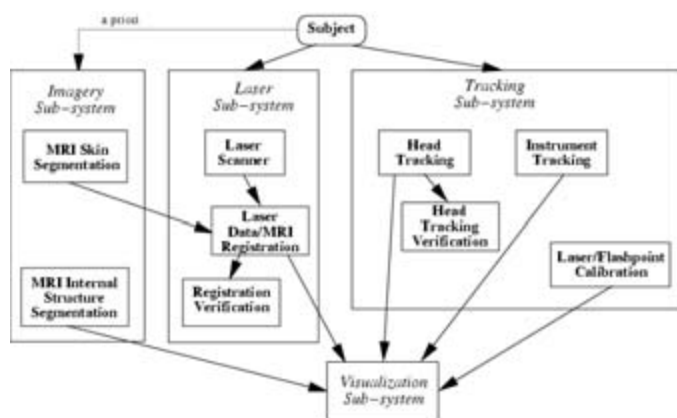 a priori
Subject
Imagery
Sub-system
MRI Skin
Segmentation
MRI Internal
Structure
Segmentation
Laser
Sub-system
Laser
Scanner
Laser
Data/MRI
Registration
Registration
Verification
Tracking
Sub-system
Head
Tracking
Instrument
Tracking
Head
Tracking
Verification
Laser/Flashpoint
Calibration
Visualization
Sub-system